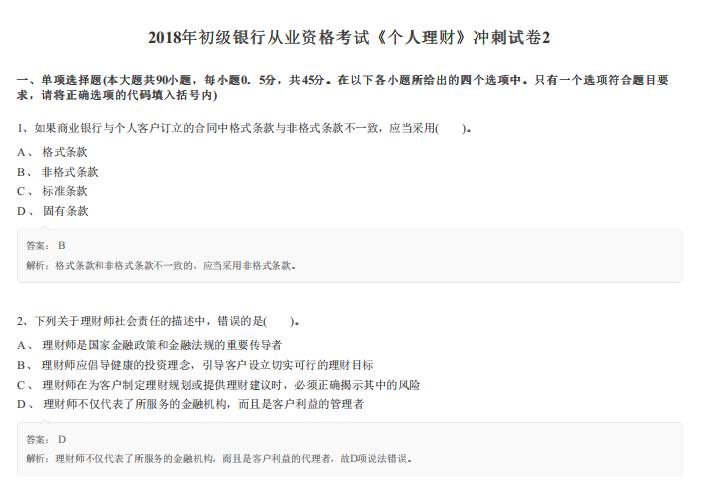 2018年初级银行从业资格考试《个人理财》冲刺试卷2
一、单项选择题(本大题共90小题，每小题0．5分，共45分。在以下各小题所给出的四个选项中。只有一个选项符合题目要
求，请将正确选项的代码填入括号内)
1、如果商业银行与个人客户订立的合同中格式条款与非格式条款不一致，应当采用(　　)。
A、 格式条款
B、 非格式条款
C、 标准条款
D、 固有条款
答案： B
解析：格式条款和非格式条款不一致的，应当采用非格式条款。
2、下列关于理财师社会责任的描述中，错误的是(　　)。
A、 理财师是国家金融政策和金融法规的重要传导者
B、 理财师应倡导健康的投资理念，引导客户设立切实可行的理财目标
C、 理财师在为客户制定理财规划或提供理财建议时，必须正确揭示其中的风险
D、 理财师不仅代表了所服务的金融机构，而且是客户利益的管理者
答案： D
解析：理财师不仅代表了所服务的金融机构，而且是客户利益的代理者，故D项说法错误。